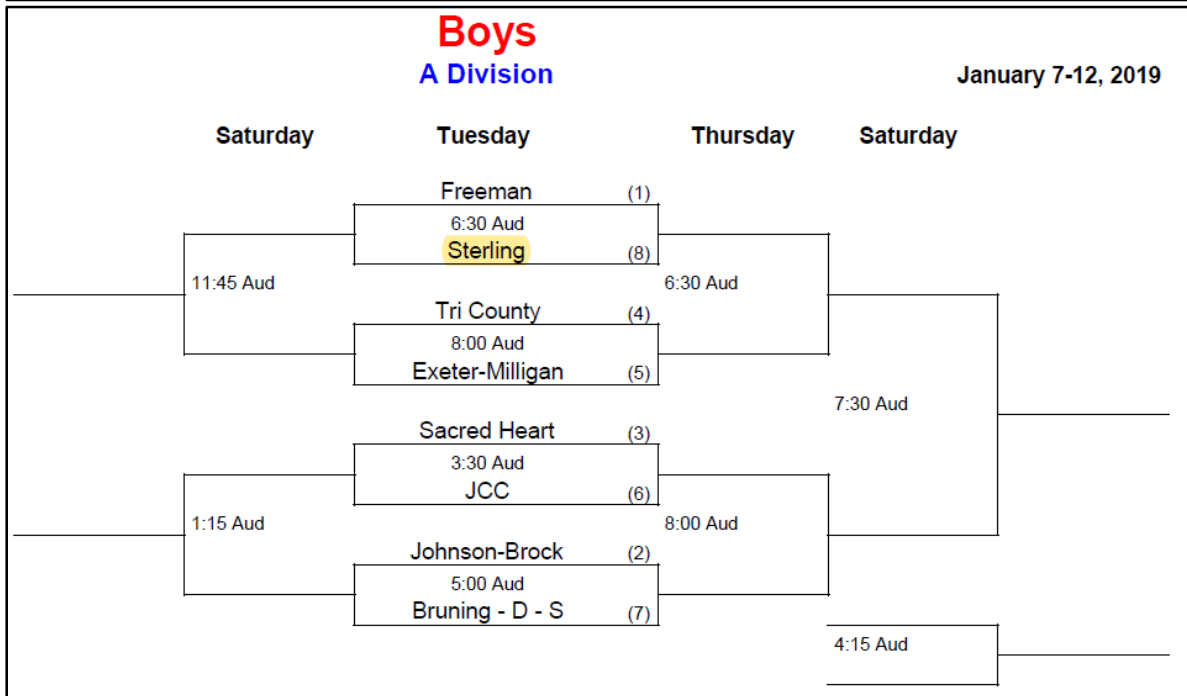 Boys
A Division
January 7-12, 2019
Saturday Tuesday Thursday Saturday
Freeman (1)
6:30 Aud
Sterling (8)
11:45 Aud
6:30 Aud
Tri County (4)
8:00 Aud
Exeter-Milligan (5)
7:30 Aud
Sacred Heart (3)
3:30 Aud
JCC (6)
1:15 Aud
8:00 Aud
Johnson-Brock (2)
5:00 Aud
Bruning - D - S (7)
4:15 Aud